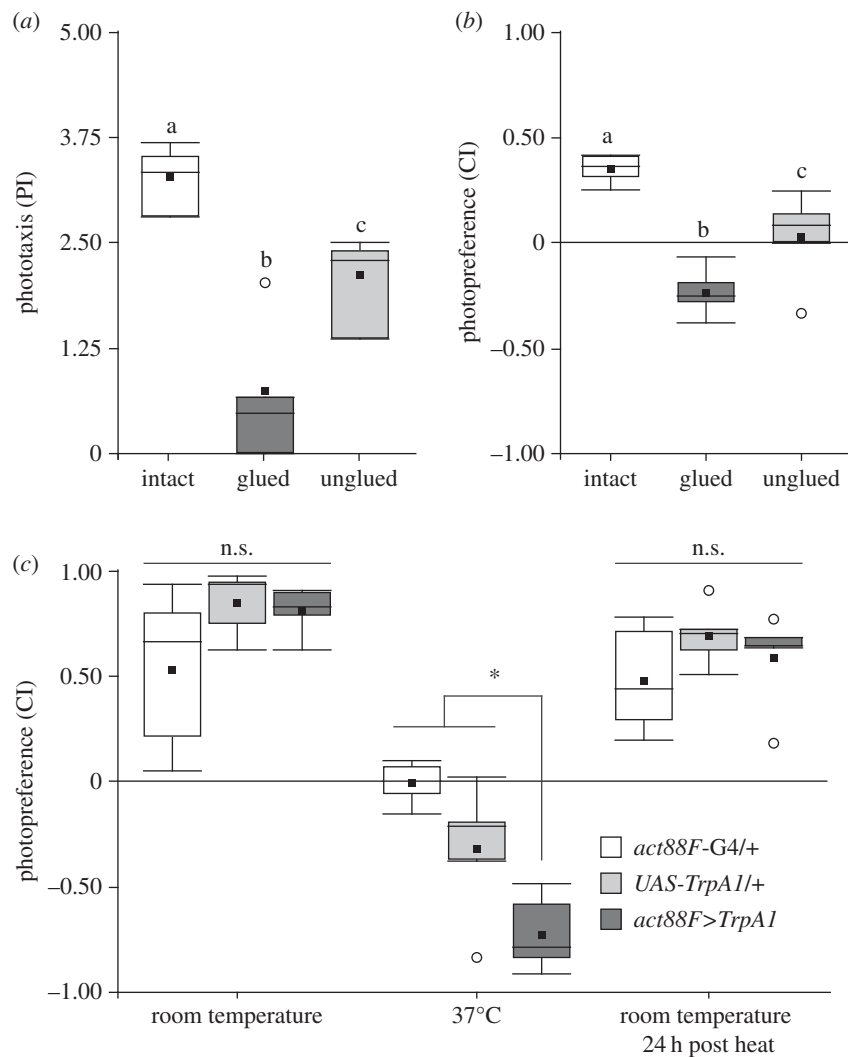 (a)
5.00
3.75
2.50
1.25
0
phototaxis (PI)
a
b
c
intact glued unglued
(b)
1.00
0.50
0
–0.50
–1.00
photopreference (CI)
a
b
c
intact glued unglued
(c)
1.00
0.50
0
–0.50
–1.00
photopreference (CI)
n.s.
*
n.s.
act88F-G4/+
UAS-TrpA1/+
act88F>TrpA1
room temperature 37°C room temperature
24 h post heat